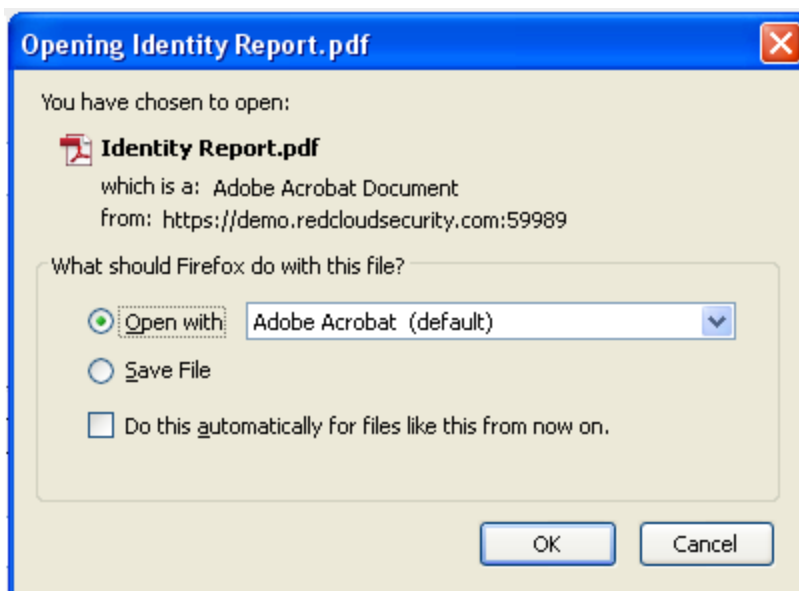 Opening Identity Report.pdf
You have chosen to open:
Identity Report.pdf
which is a: Adobe Acrobat Document
from: https://demo.redcloudsecurity.com:59989
What should Firefox do with this file?
Open with Adobe Acrobat (default)
Save File
Do this automatically for files like this from now on.
OK Cancel